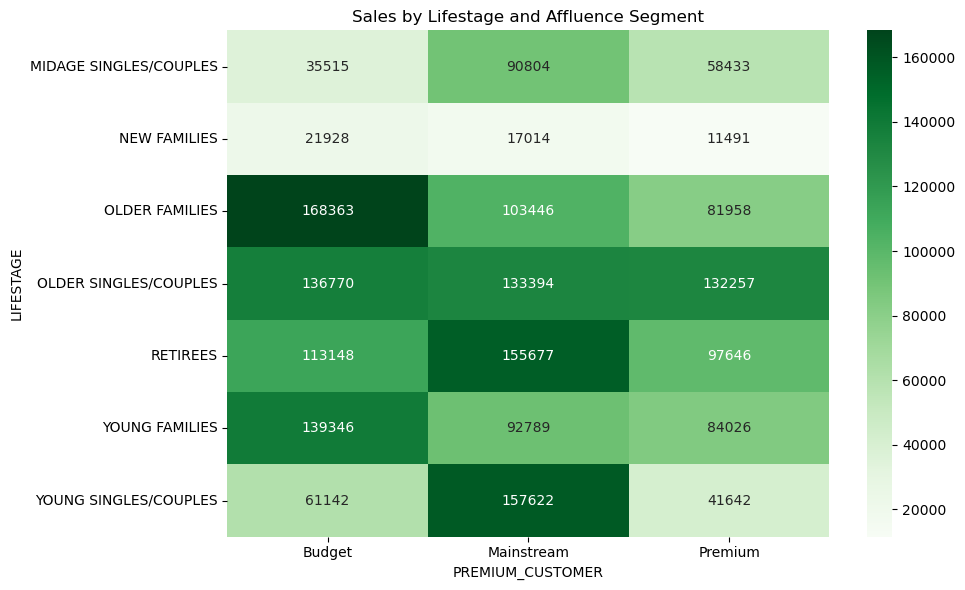 Sales by Lifestage and Affluence Segment
LIFESTAGE
MIDAGE SINGLES/COUPLES 35515 90804 58433
NEW FAMILIES 21928 17014 11491
OLDER FAMILIES 168363 103446 81958
OLDER SINGLES/COUPLES 136770 133394 132257
RETIREES 113148 155677 97646
YOUNG FAMILIES 139346 92789 84026
YOUNG SINGLES/COUPLES 61142 157622 41642
Budget Mainstream Premium
PREMIUM_CUSTOMER
160000
140000
120000
100000
80000
60000
40000
20000